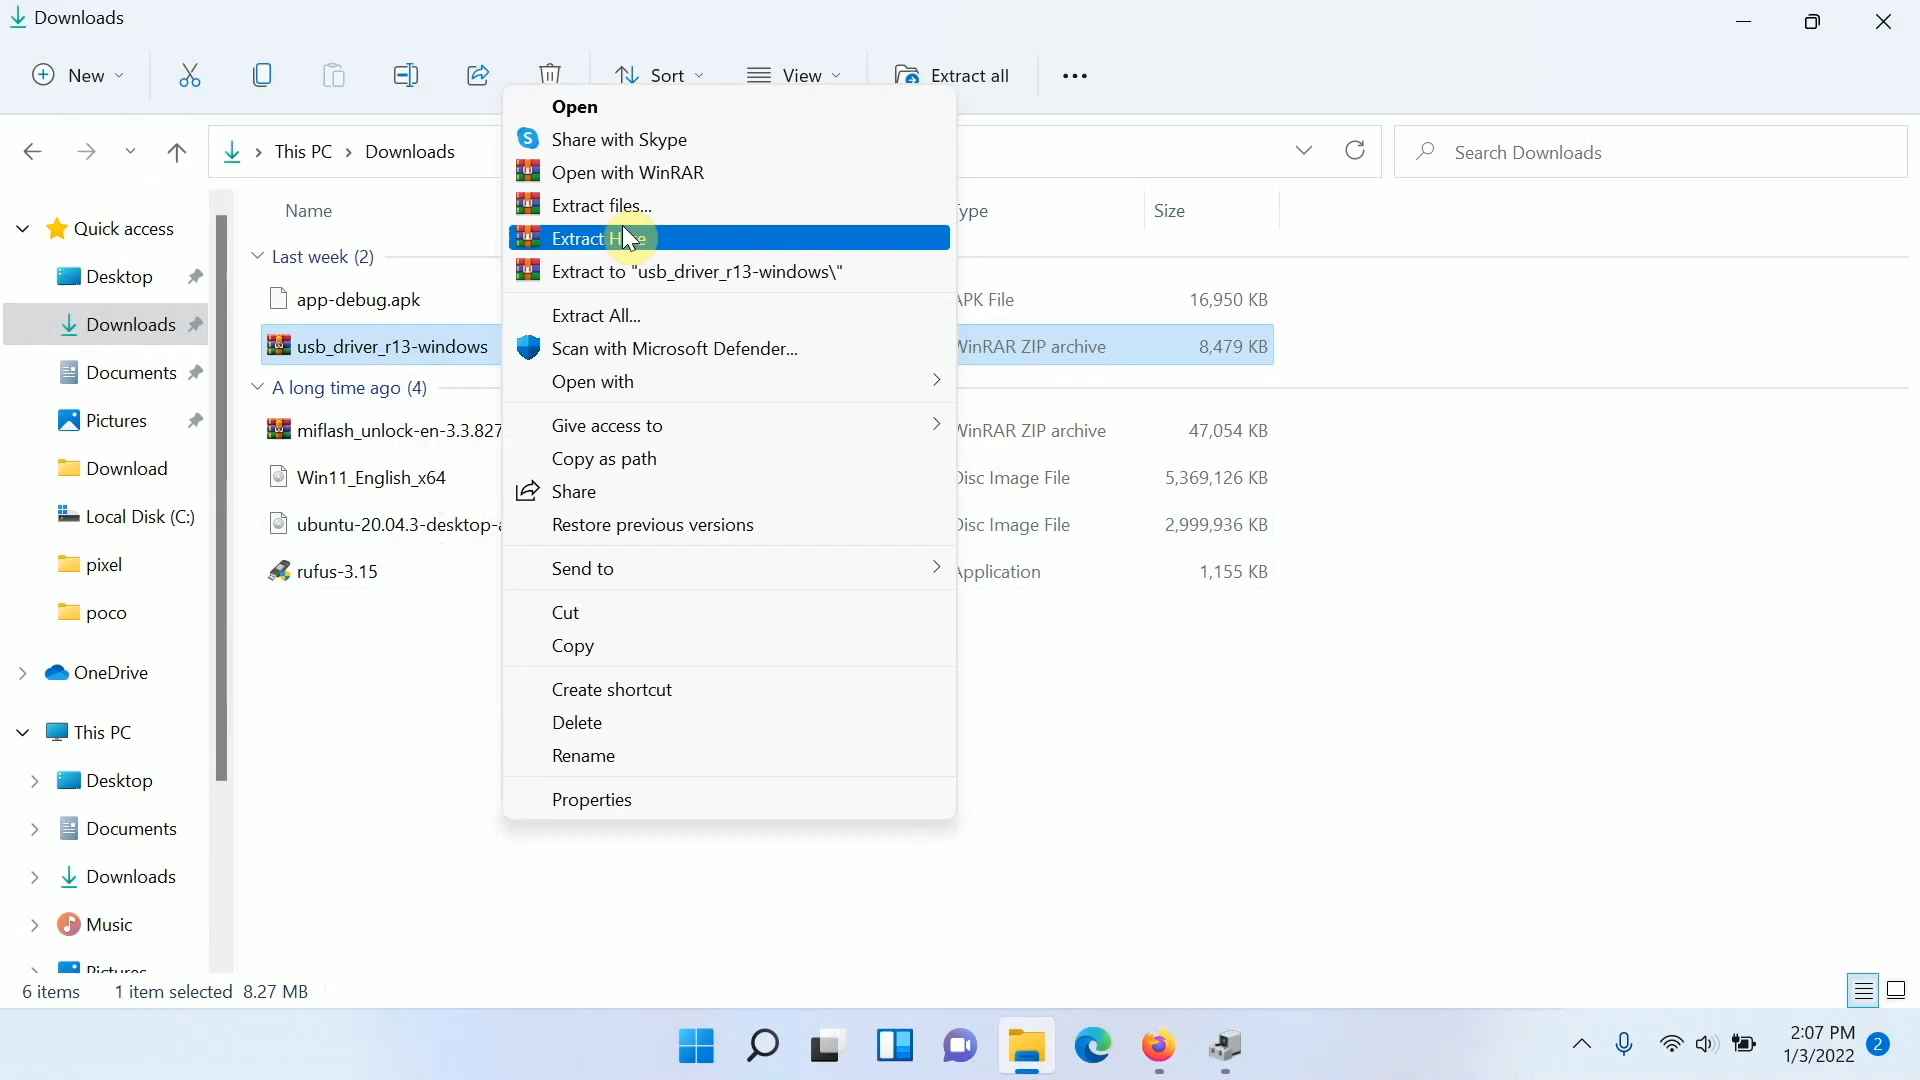 Downloads
New
Sort
View
Extract all
This PC
Downloads
Search Downloads
Quick access
Desktop
Downloads
Documents
Pictures
Download
Local Disk (C:)
pixel
poco
OneDrive
This PC
Desktop
Documents
Downloads
Music
Pictures
Name
ype
Size
Last week (2)
app-debug.apk
APK File
16,950 KB
usb_driver_r13-windows
WinRAR ZIP archive
8,479 KB
A long time ago (4)
miflash_unlock-en-3.3.827
WinRAR ZIP archive
47,054 KB
Win11_English_x64
Disc Image File
5,369,126 KB
ubuntu-20.04.3-desktop-a
Disc Image File
2,999,936 KB
rufus-3.15
Application
1,155 KB
Open
Share with Skype
Open with WinRAR
Extract files...
Extract Here
Extract to "usb_driver_r13-windows\"
Extract All...
Scan with Microsoft Defender...
Open with
Give access to
Copy as path
Share
Restore previous versions
Send to
Cut
Copy
Create shortcut
Delete
Rename
Properties
6 items
1 item selected 8.27 MB
2:07 PM
1/3/2022
2